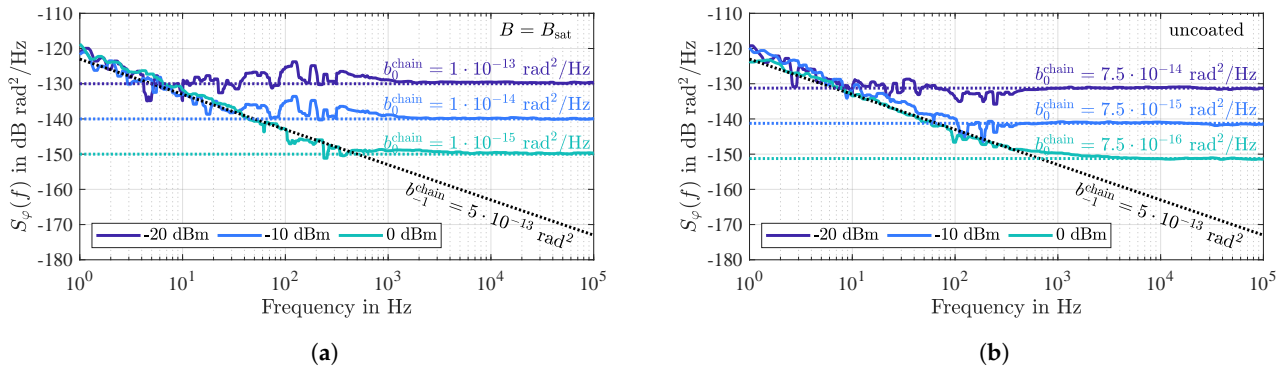 -120
-130
-140
-150
-160
-170
-180
S_φ(f) in dB rad²/Hz
B = B_sat
b_0^chain = 1 · 10^-13 rad²/Hz
b_0^chain = 1 · 10^-14 rad²/Hz
b_0^chain = 1 · 10^-15 rad²/Hz
b_-1^chain = 5 · 10^-13 rad²
-20 dBm -10 dBm 0 dBm
10^0 10^1 10^2 10^3 10^4 10^5
Frequency in Hz
(a)
-120
-130
-140
-150
-160
-170
-180
S_φ(f) in dB rad²/Hz
uncoated
b_0^chain = 7.5 · 10^-14 rad²/Hz
b_0^chain = 7.5 · 10^-15 rad²/Hz
b_0^chain = 7.5 · 10^-16 rad²/Hz
b_-1^chain = 5 · 10^-13 rad²
-20 dBm -10 dBm 0 dBm
10^0 10^1 10^2 10^3 10^4 10^5
Frequency in Hz
(b)